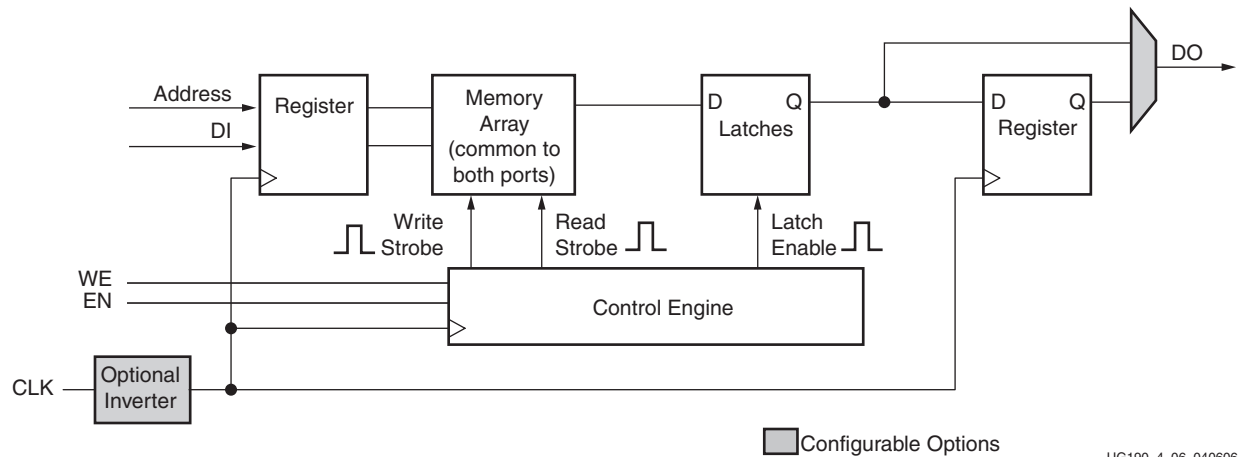 Address
DI
Register
Memory
Array
(common to
both ports)
D Q
Latches
D Q
Register
DO
Write
Strobe
Read
Strobe
Latch
Enable
WE
EN
Control Engine
CLK
Optional
Inverter
Configurable Options
UG190_4_06_040606